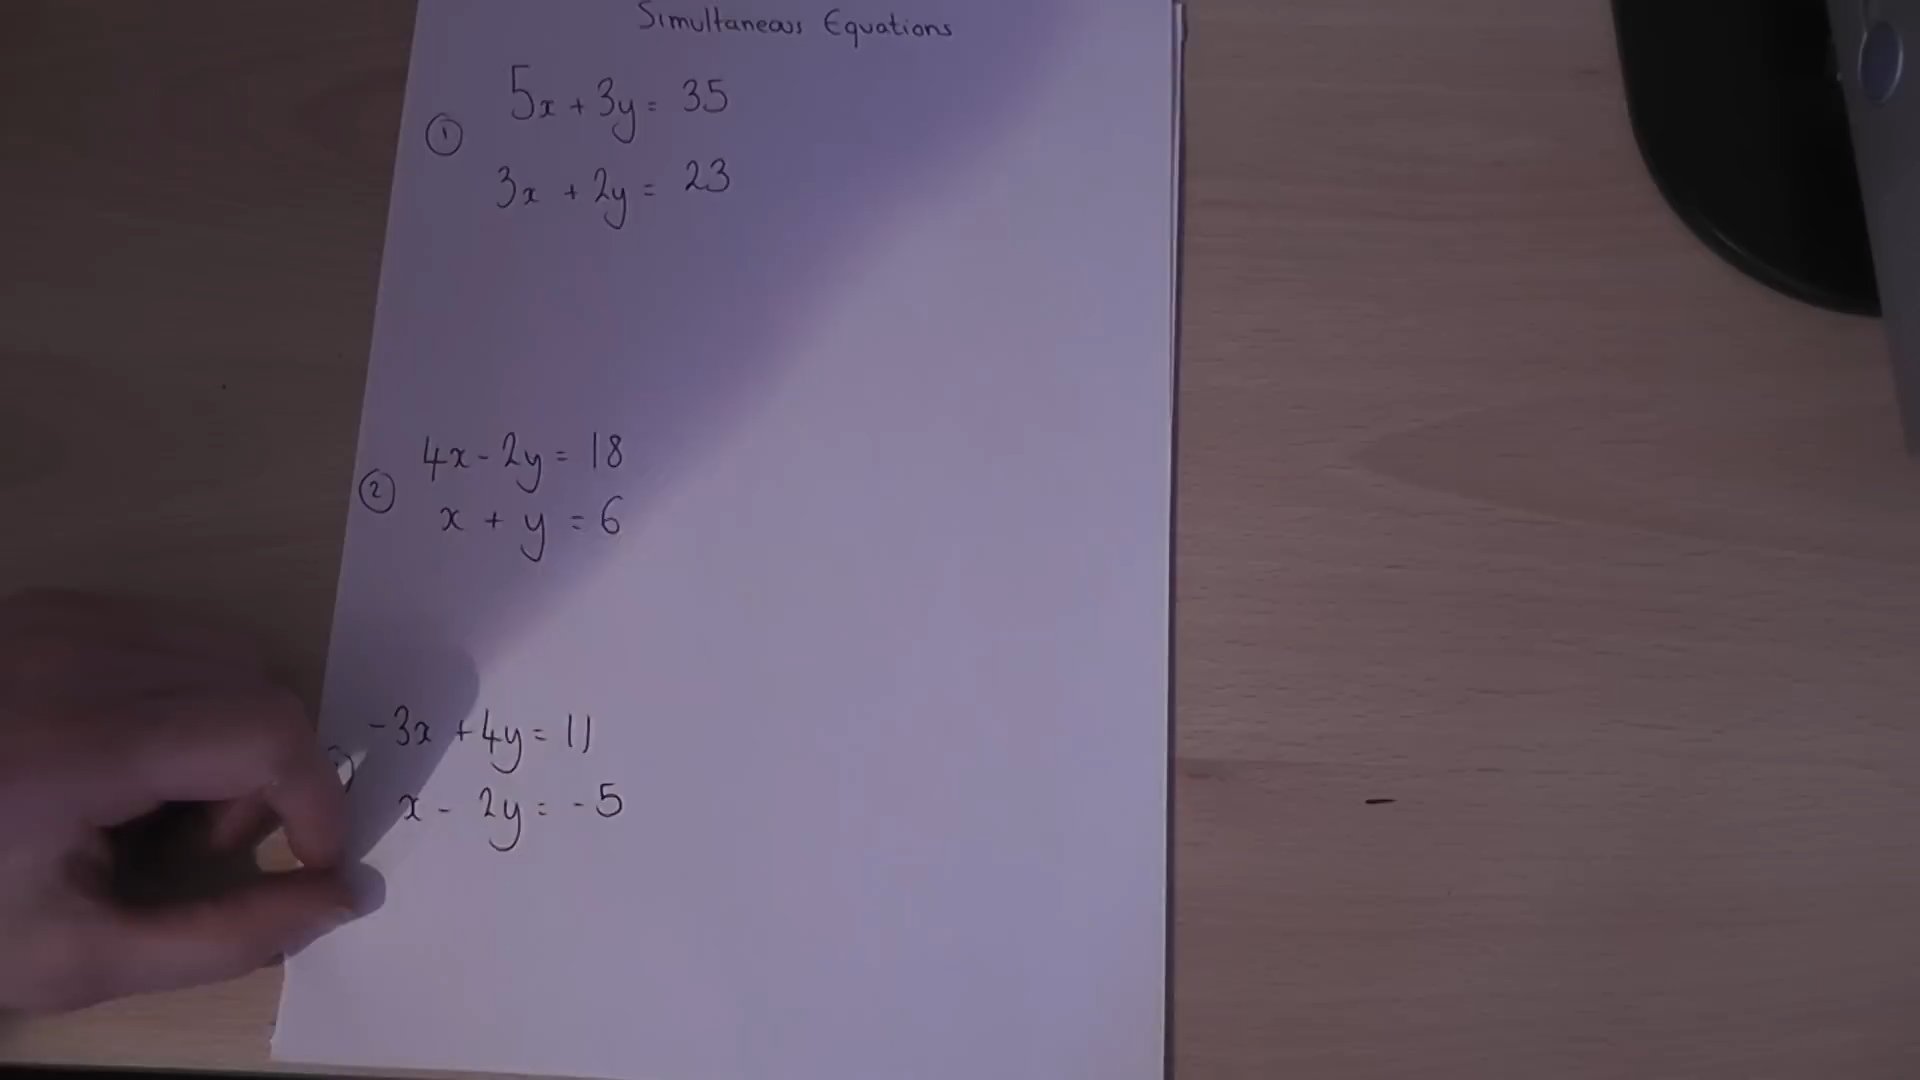 Simultaneous Equations
① 5x + 3y = 35
3x + 2y = 23
② 4x - 2y = 18
x + y = 6
-3x + 4y = 11
x - 2y = -5